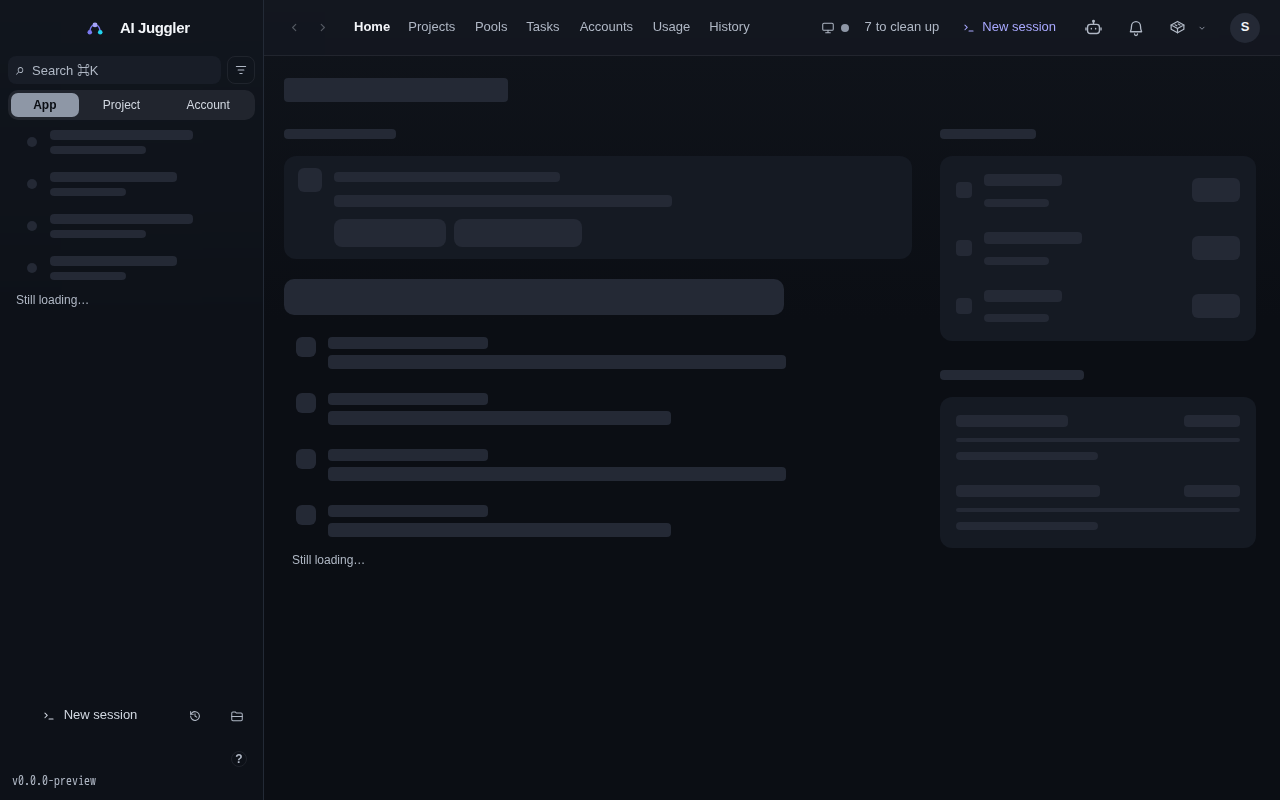 AI Juggler
Home Projects Pools Tasks Accounts Usage History 7 to clean up New session S
Search ⌘K
App Project Account
Still loading…
Still loading…
New session
?
v0.0.0-preview